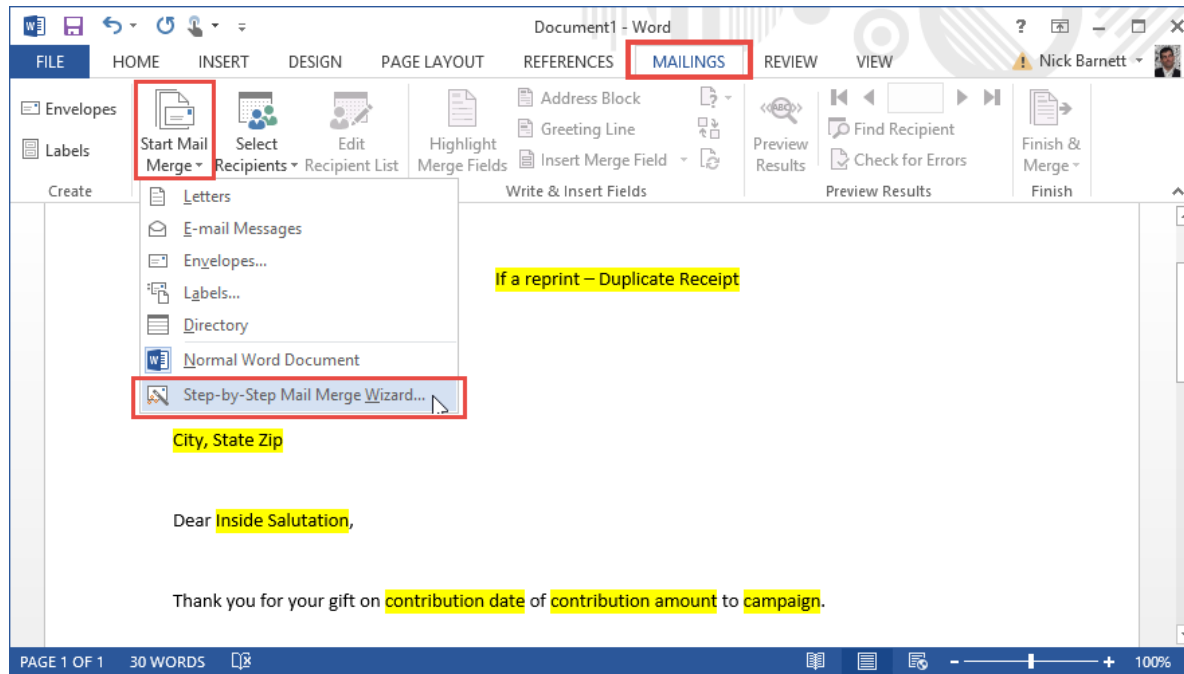 Document1 - Word
?
FILE HOME INSERT DESIGN PAGE LAYOUT REFERENCES MAILINGS REVIEW VIEW Nick Barnett
Envelopes
Labels
Create
Start Mail
Merge
Select
Recipients
Edit
Recipient List
Highlight
Merge Fields
Address Block
Greeting Line
Insert Merge Field
Write & Insert Fields
ABC
Preview
Results
Find Recipient
Check for Errors
Preview Results
Finish &
Merge
Finish
Letters
E-mail Messages
Envelopes...
Labels...
Directory
Normal Word Document
Step-by-Step Mail Merge Wizard...
If a reprint – Duplicate Receipt
City, State Zip
Dear Inside Salutation,
Thank you for your gift on contribution date of contribution amount to campaign.
PAGE 1 OF 1 30 WORDS 100%